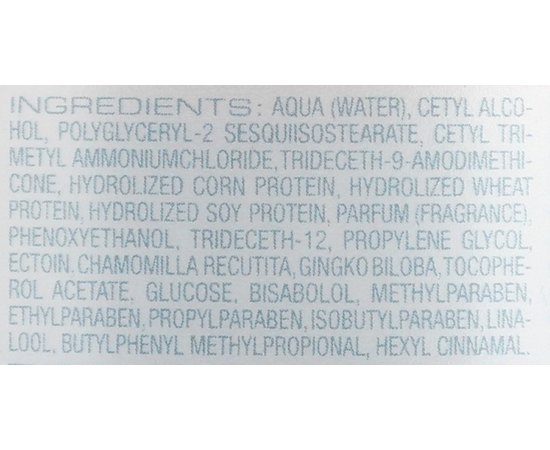 INGREDIENTS: AQUA (WATER), CETYL ALCO-
HOL, POLYGLYCERYL-2 SESQUIISOSTEARATE, CETYL TRI-
METYL AMMONIUMCHLORIDE, TRIDECETH-9-AMODIMETHI-
CONE, HYDROLIZED CORN PROTEIN, HYDROLIZED WHEAT
PROTEIN, HYDROLIZED SOY PROTEIN, PARFUM (FRAGRANCE),
PHENOXYETHANOL, TRIDECETH-12, PROPYLENE GLYCOL,
ECTOIN. CHAMOMILLA RECUTITA, GINGKO BILOBA, TOCOPHE-
ROL ACETATE. GLUCOSE, BISABOLOL, METHYLPARABEN,
ETHYLPARABEN, PROPYLPARABEN, ISOBUTYLPARABEN, LINA-
LOOL, BUTYLPHENYL METHYLPROPIONAL, HEXYL CINNAMAL.